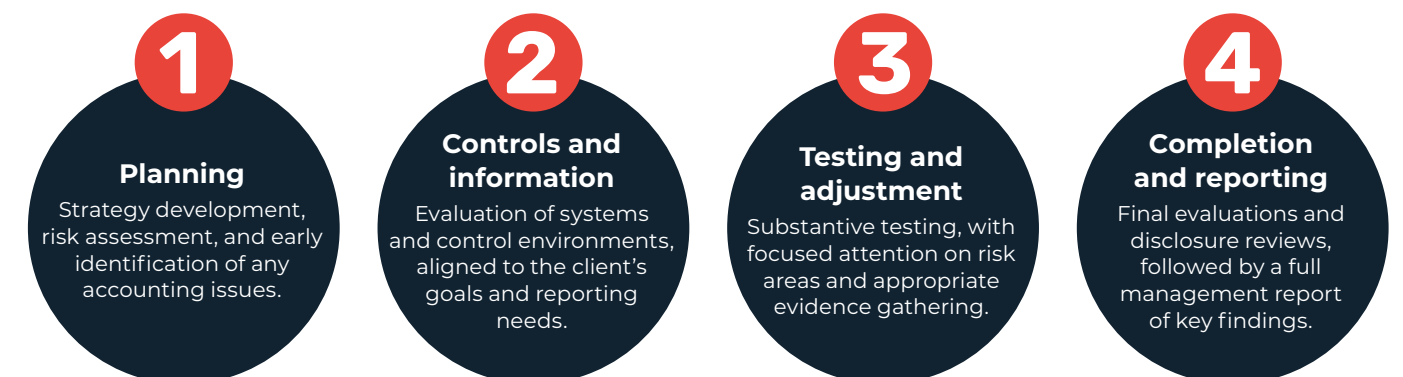 1
Planning
Strategy development,
risk assessment, and early
identification of any
accounting issues.
2
Controls and
information
Evaluation of systems
and control environments,
aligned to the client's
goals and reporting
needs.
3
Testing and
adjustment
Substantive testing, with
focused attention on risk
areas and appropriate
evidence gathering.
4
Completion
and reporting
Final evaluations and
disclosure reviews,
followed by a full
management report
of key findings.